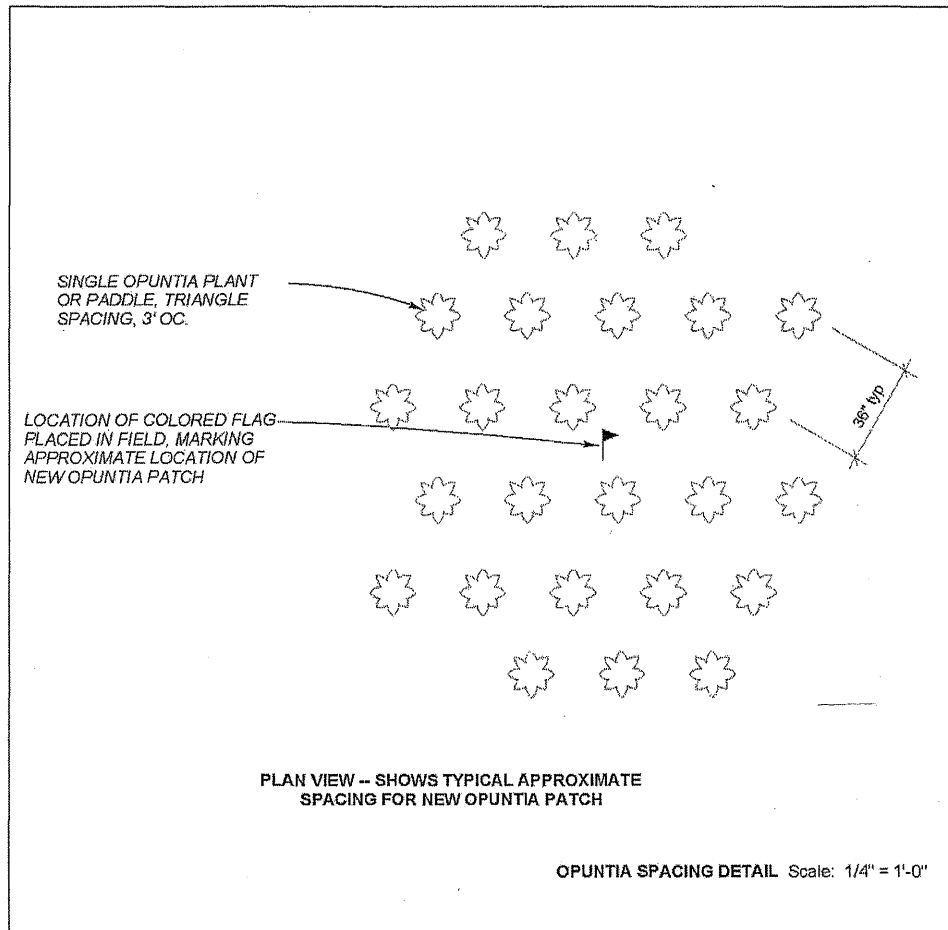 SINGLE OPUNTIA PLANT
OR PADDLE, TRIANGLE
SPACING, 3' OC.
36" typ
LOCATION OF COLORED FLAG
PLACED IN FIELD, MARKING
APPROXIMATE LOCATION OF
NEW OPUNTIA PATCH
PLAN VIEW -- SHOWS TYPICAL APPROXIMATE
SPACING FOR NEW OPUNTIA PATCH
OPUNTIA SPACING DETAIL Scale: 1/4" = 1'-0"